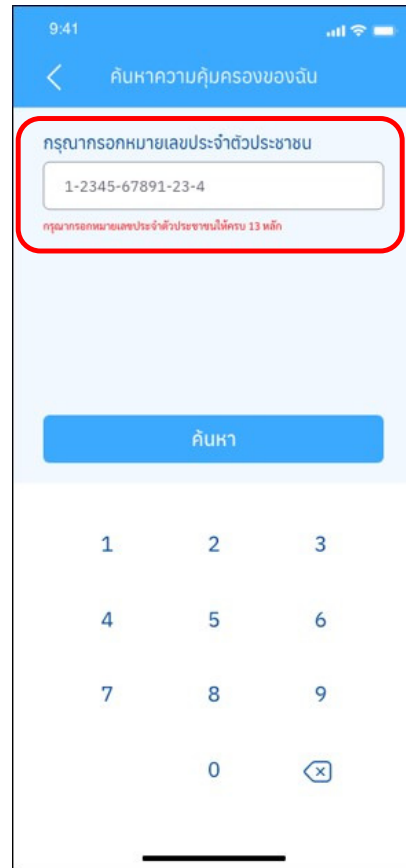 9:41
ค้นหาความคุ้มครองของฉัน
กรุณากรอกหมายเลขประจำตัวประชาชน
1-2345-67891-23-4
กรุณากรอกหมายเลขประจำตัวประชาชนให้ครบ 13 หลัก
ค้นหา
1 2 3
4 5 6
7 8 9
0